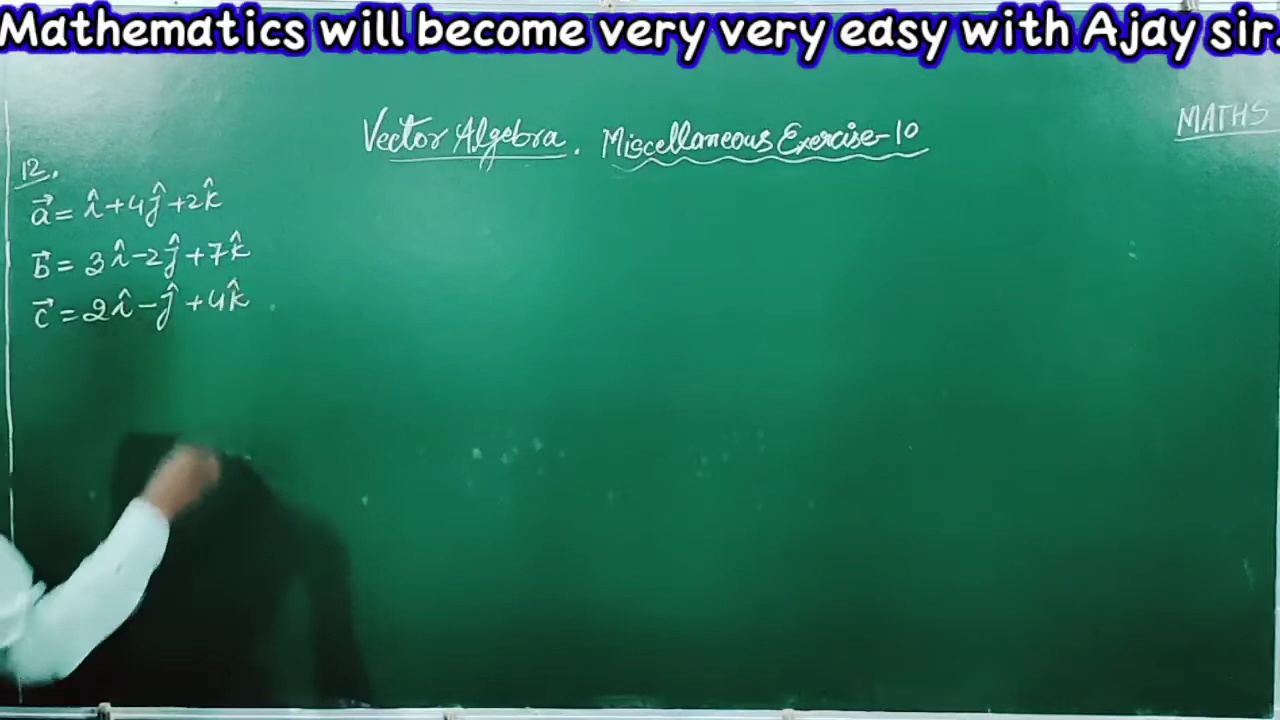 Mathematics will become very very easy with Ajay sir.
MATHS
Vector Algebra. Miscellaneous Exercise-10
12.
a⃗ = î + 4ĵ + 2k̂
b⃗ = 3î - 2ĵ + 7k̂
c⃗ = 2î - ĵ + 4k̂